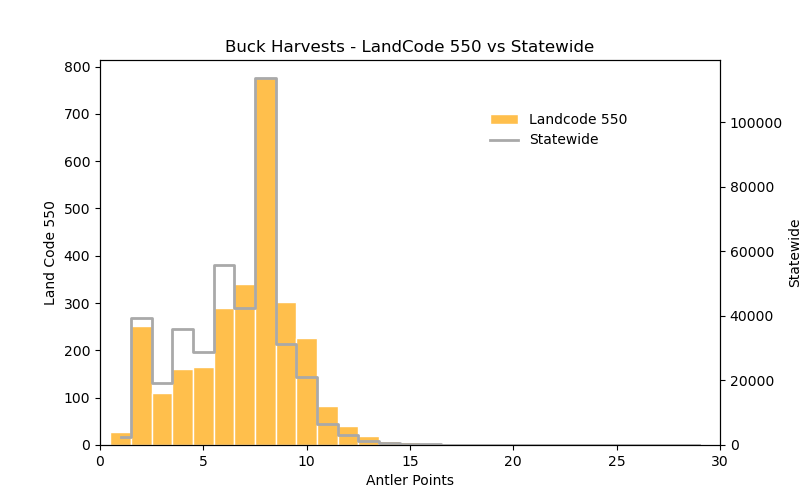 Buck Harvests - LandCode 550 vs Statewide
800
700
600
500
400
300
200
100
0
Land Code 550
Landcode 550
Statewide
100000
80000
60000
40000
20000
0
Statewide
0 5 10 15 20 25 30
Antler Points